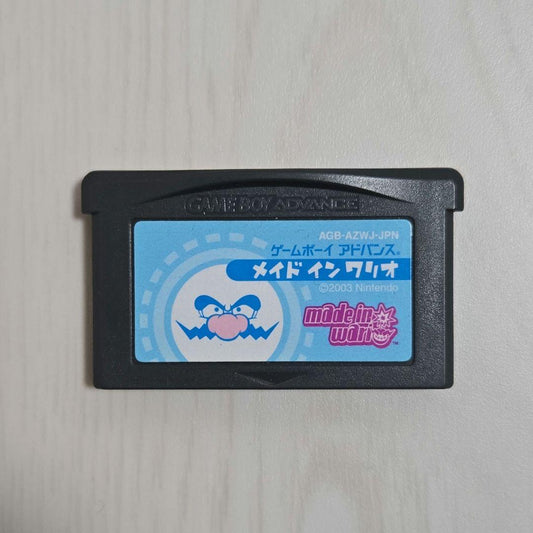 GAME BOY ADVANCE
AGB-AZWJ-JPN
ゲームボーイ アドバンス®
メイド イン ワリオ
©2003 Nintendo
made in
wario™